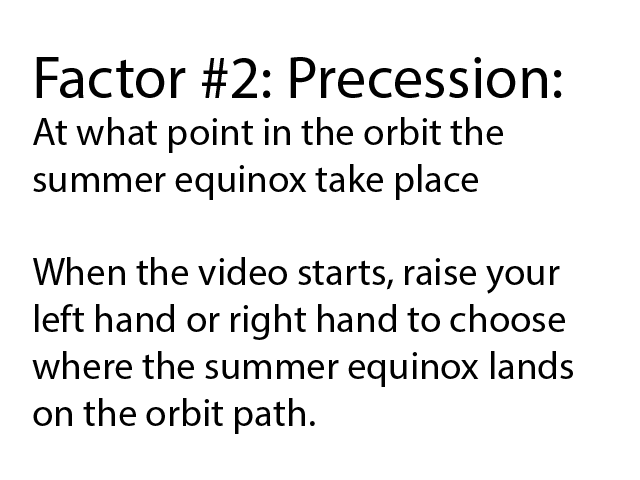 Factor #2: Precession:
At what point in the orbit the
summer equinox take place
When the video starts, raise your
left hand or right hand to choose
where the summer equinox lands
on the orbit path.